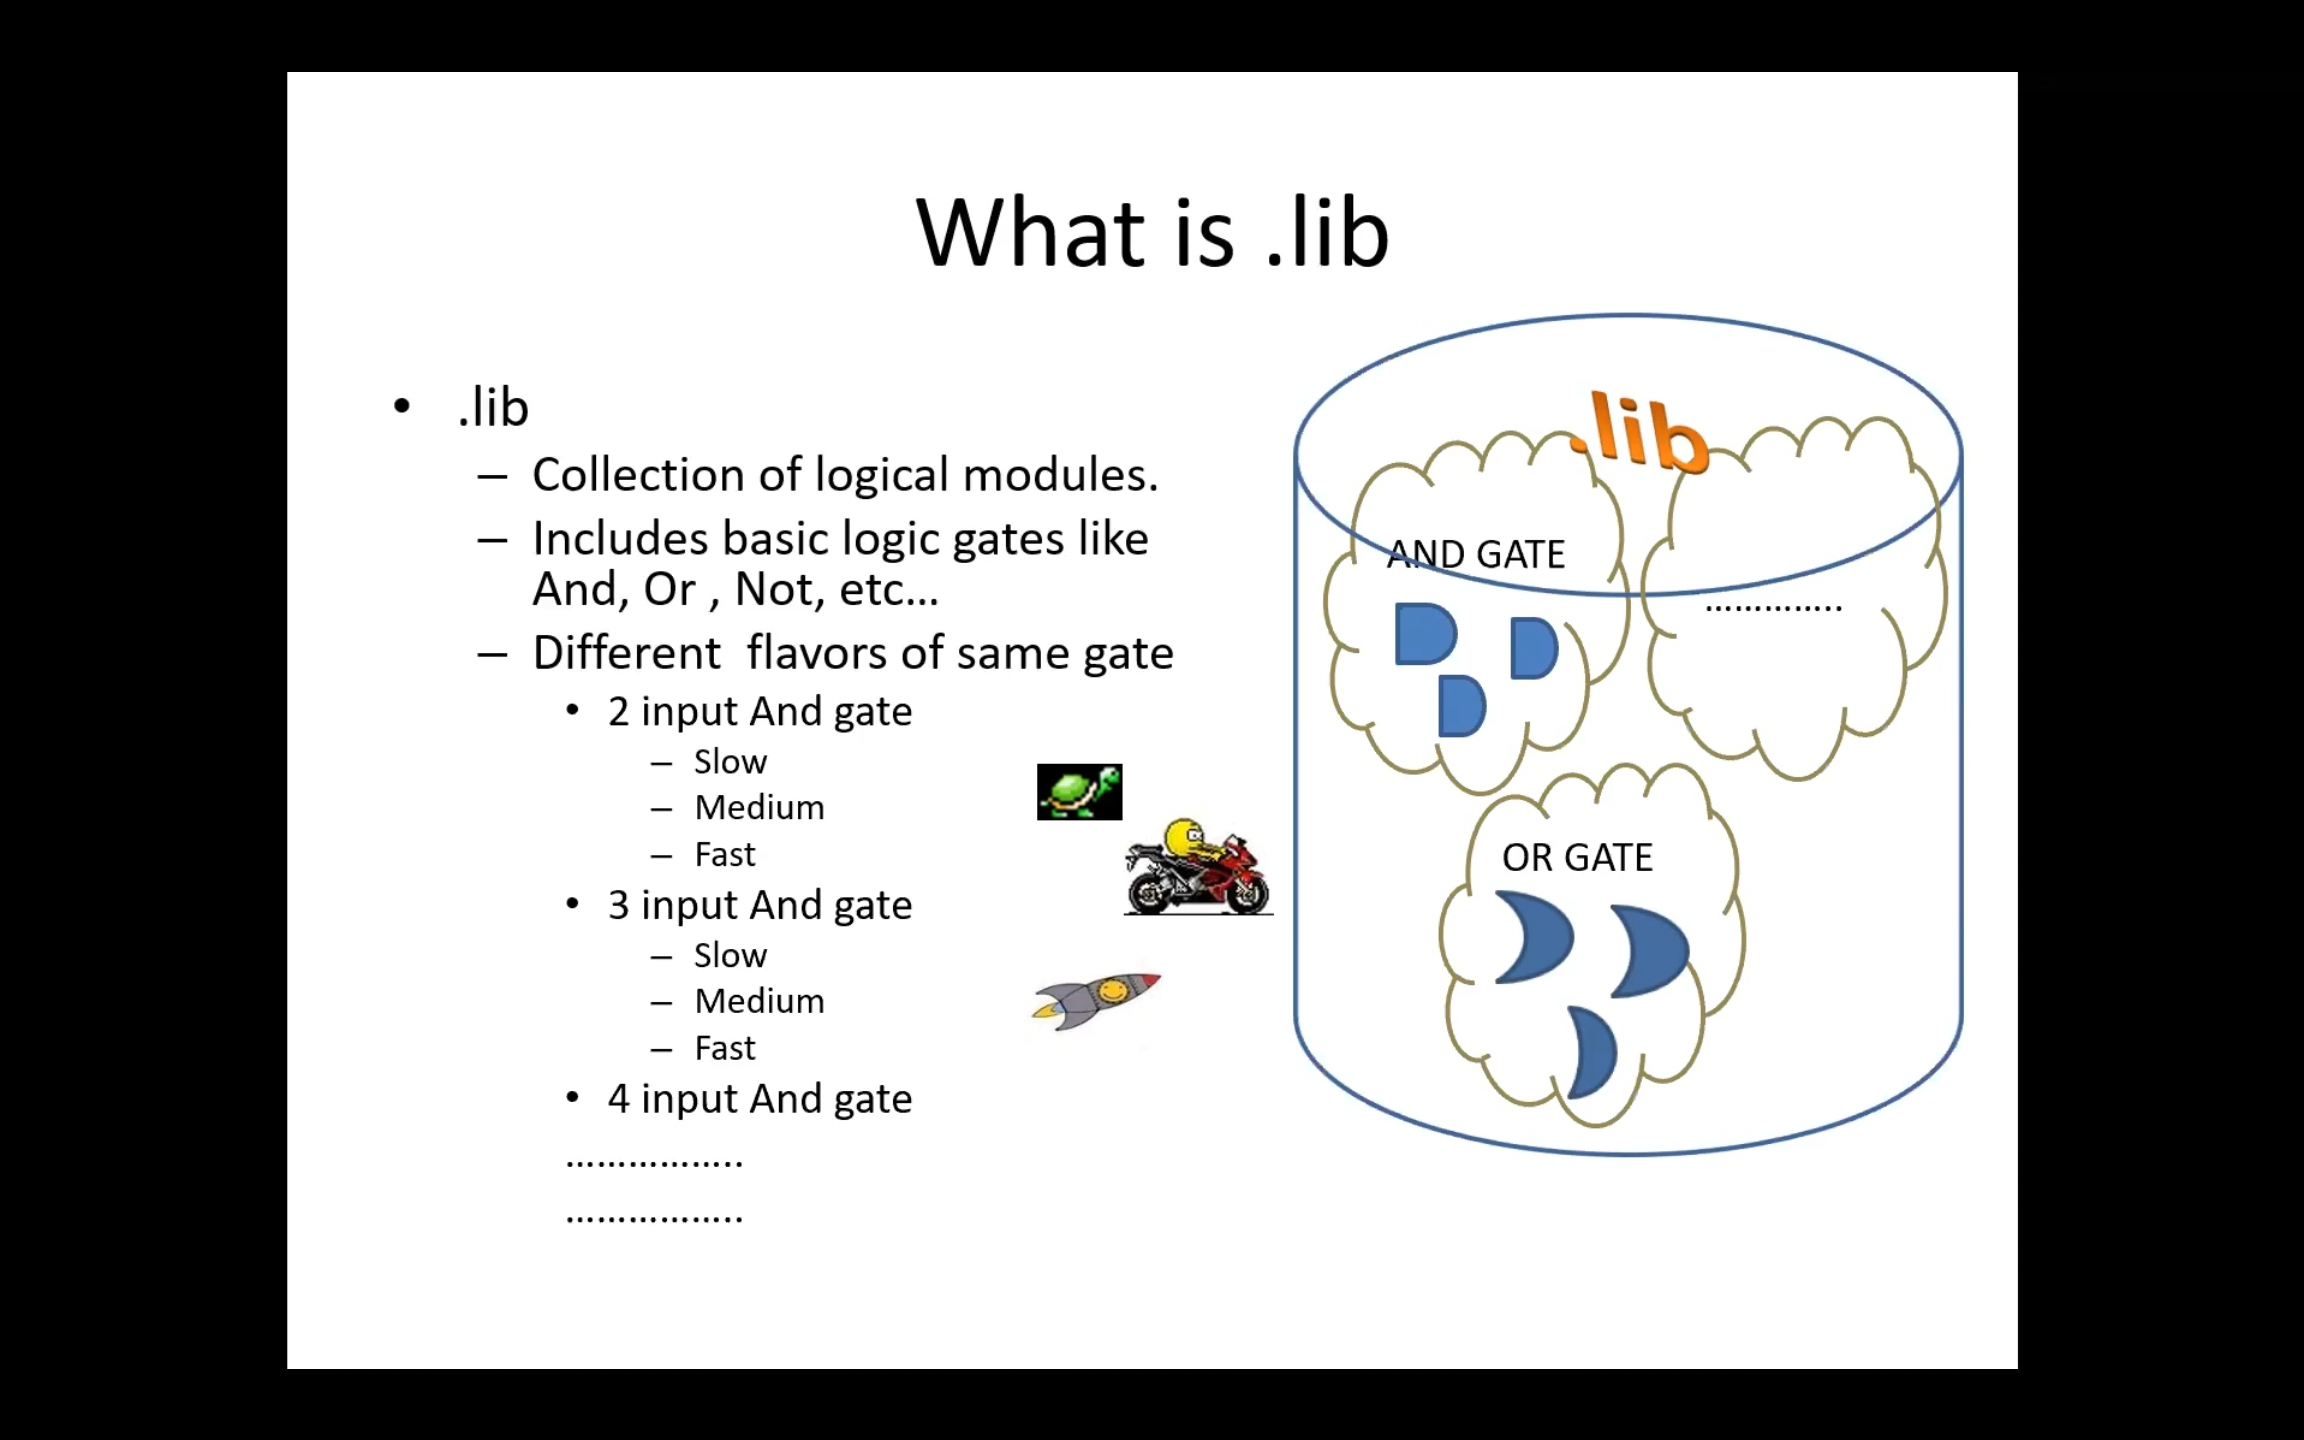 What is .lib
• .lib
– Collection of logical modules.
– Includes basic logic gates like
And, Or , Not, etc...
– Different flavors of same gate
• 2 input And gate
– Slow
– Medium
– Fast
• 3 input And gate
– Slow
– Medium
– Fast
• 4 input And gate
……………..
……………..
.lib
AND GATE
…………..
OR GATE